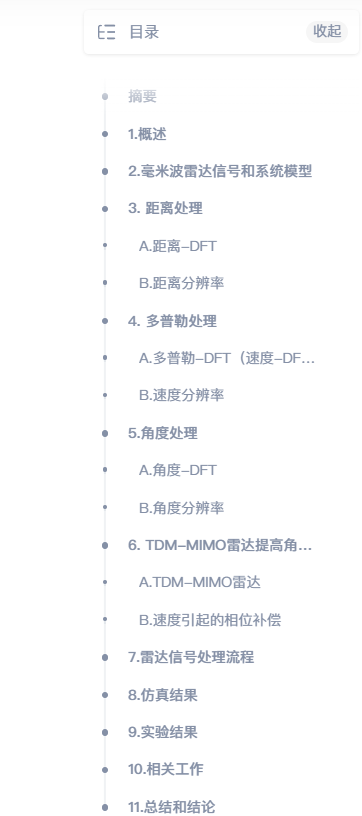 目录
收起
摘要
1.概述
2.毫米波雷达信号和系统模型
3. 距离处理
A.距离-DFT
B.距离分辨率
4. 多普勒处理
A.多普勒-DFT（速度-DF...
B.速度分辨率
5.角度处理
A.角度-DFT
B.角度分辨率
6. TDM-MIMO雷达提高角...
A.TDM-MIMO雷达
B.速度引起的相位补偿
7.雷达信号处理流程
8.仿真结果
9.实验结果
10.相关工作
11.总结和结论